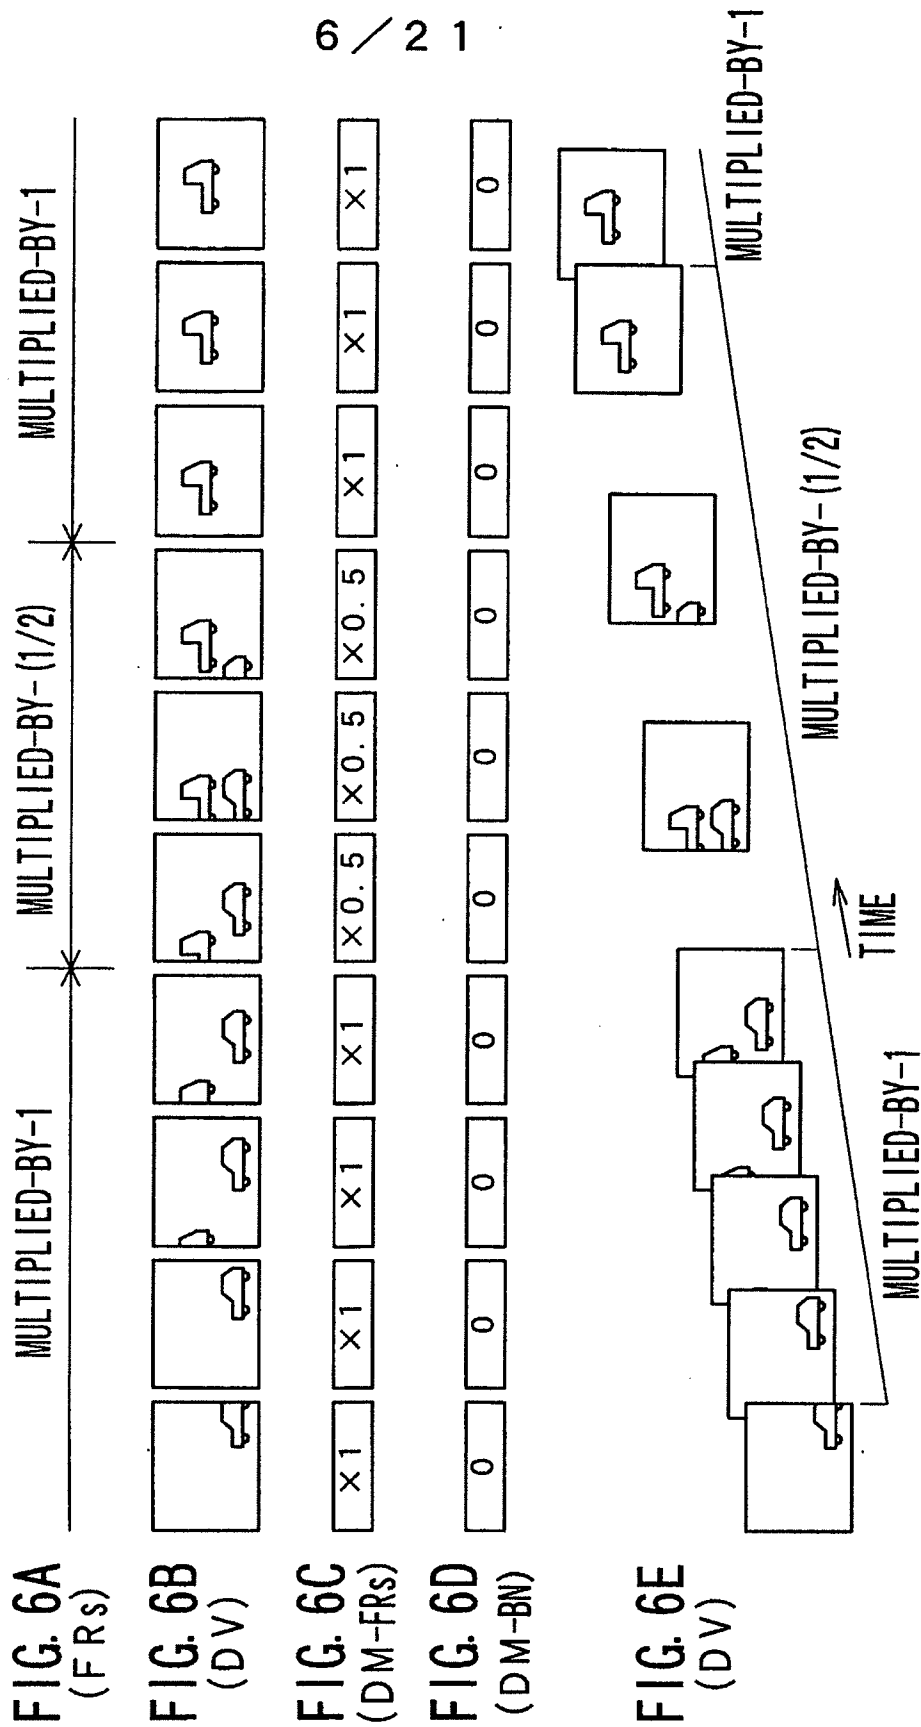 6/21
FIG. 6A
(FRs)
MULTIPLIED-BY-1
MULTIPLIED-BY-(1/2)
MULTIPLIED-BY-1
FIG. 6B
(DV)
FIG. 6C
(DM-FRs)
×1
×1
×1
×1
×0.5
×0.5
×0.5
×1
×1
×1
FIG. 6D
(DM-BN)
0
0
0
0
0
0
0
0
0
0
FIG. 6E
(DV)
MULTIPLIED-BY-1
TIME
MULTIPLIED-BY-(1/2)
MULTIPLIED-BY-1